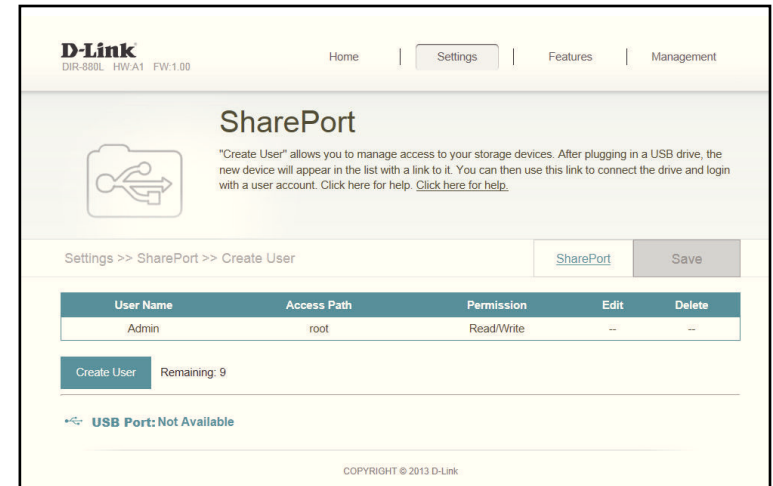 D-Link
DIR-880L HW:A1 FW:1.00
Home | Settings | Features | Management
SharePort
"Create User" allows you to manage access to your storage devices. After plugging in a USB drive, the
new device will appear in the list with a link to it. You can then use this link to connect the drive and login
with a user account. Click here for help. Click here for help.
Settings >> SharePort >> Create User
SharePort
Save
User Name Access Path Permission Edit Delete
Admin root Read/Write -- --
Create User Remaining: 9
USB Port: Not Available
COPYRIGHT © 2013 D-Link